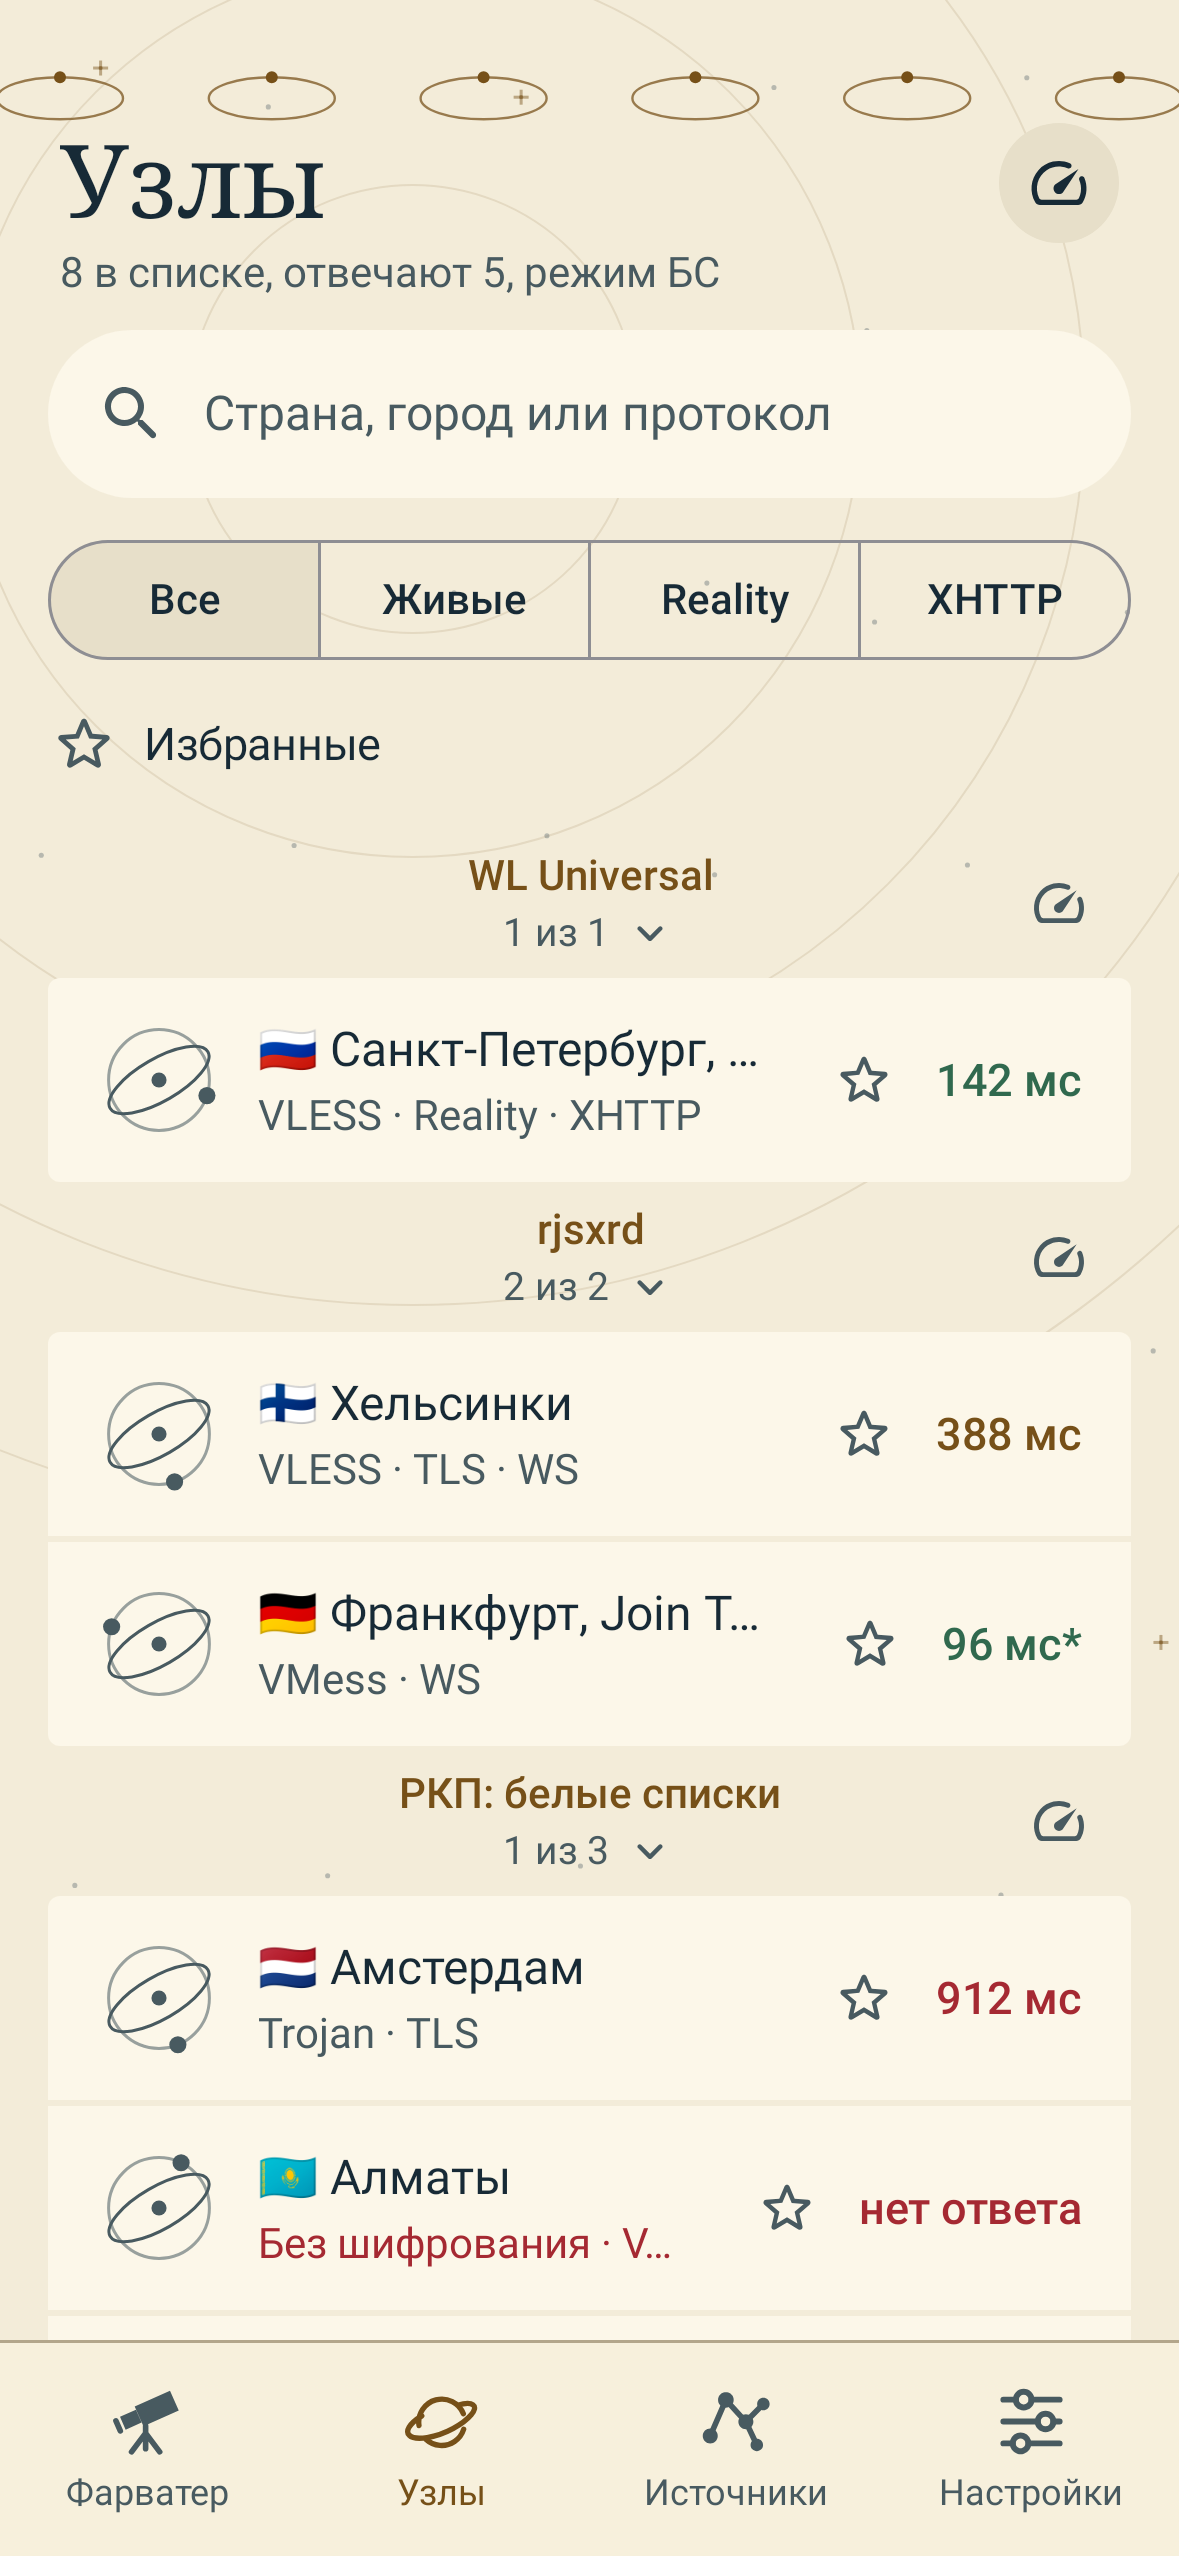 Узлы
8 в списке, отвечают 5, режим БС
Страна, город или протокол
Все
Живые
Reality
XHTTP
Избранные
WL Universal
1 из 1
Санкт-Петербург, ...
VLESS · Reality · XHTTP
142 мс
rjsxrd
2 из 2
Хельсинки
VLESS · TLS · WS
388 мс
Франкфурт, Join T...
VMess · WS
96 мс*
РКП: белые списки
1 из 3
Амстердам
Trojan · TLS
912 мс
Алматы
Без шифрования · V...
нет ответа
Фарватер
Узлы
Источники
Настройки